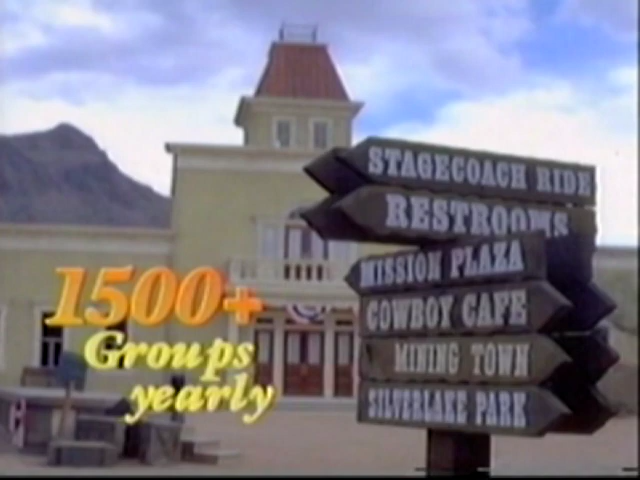 STAGECOACH RIDE
RESTROOMS
MISSION PLAZA
COWBOY CAFE
MINING TOWN
SILVERLAKE PARK
1500+
Groups
yearly